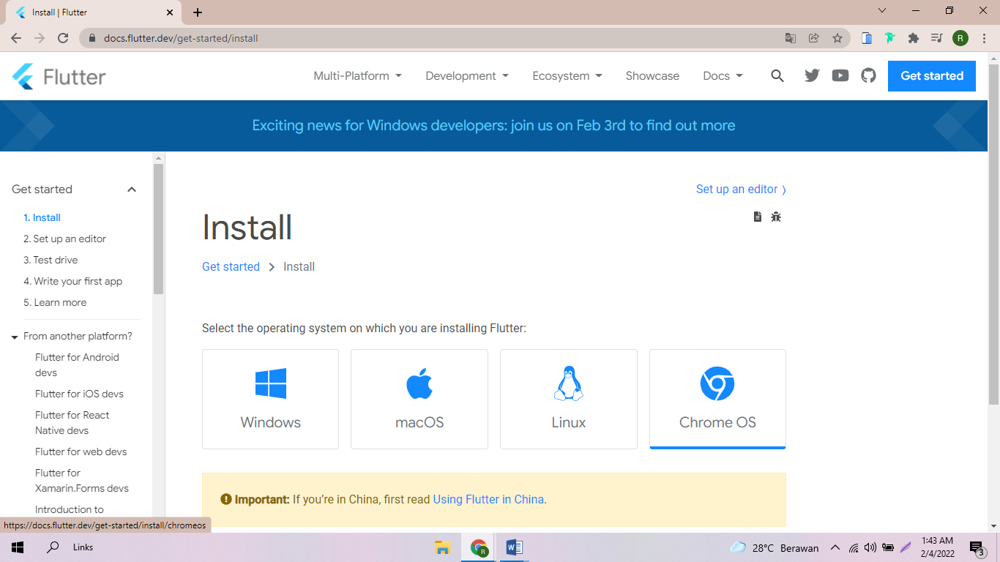 Install | Flutter
docs.flutter.dev/get-started/install
R
Flutter
Multi-Platform
Development
Ecosystem
Showcase
Docs
Get started
Exciting news for Windows developers: join us on Feb 3rd to find out more
Get started
1. Install
2. Set up an editor
3. Test drive
4. Write your first app
5. Learn more
From another platform?
Flutter for Android
devs
Flutter for iOS devs
Flutter for React
Native devs
Flutter for web devs
Flutter for
Xamarin.Forms devs
Introduction to
Set up an editor
Install
Get started
Install
Select the operating system on which you are installing Flutter:
Windows
macOS
Linux
Chrome OS
Important: If you’re in China, first read Using Flutter in China.
https://docs.flutter.dev/get-started/install/chromeos
Links
R
W
28°C Berawan
1:43 AM
2/4/2022
3